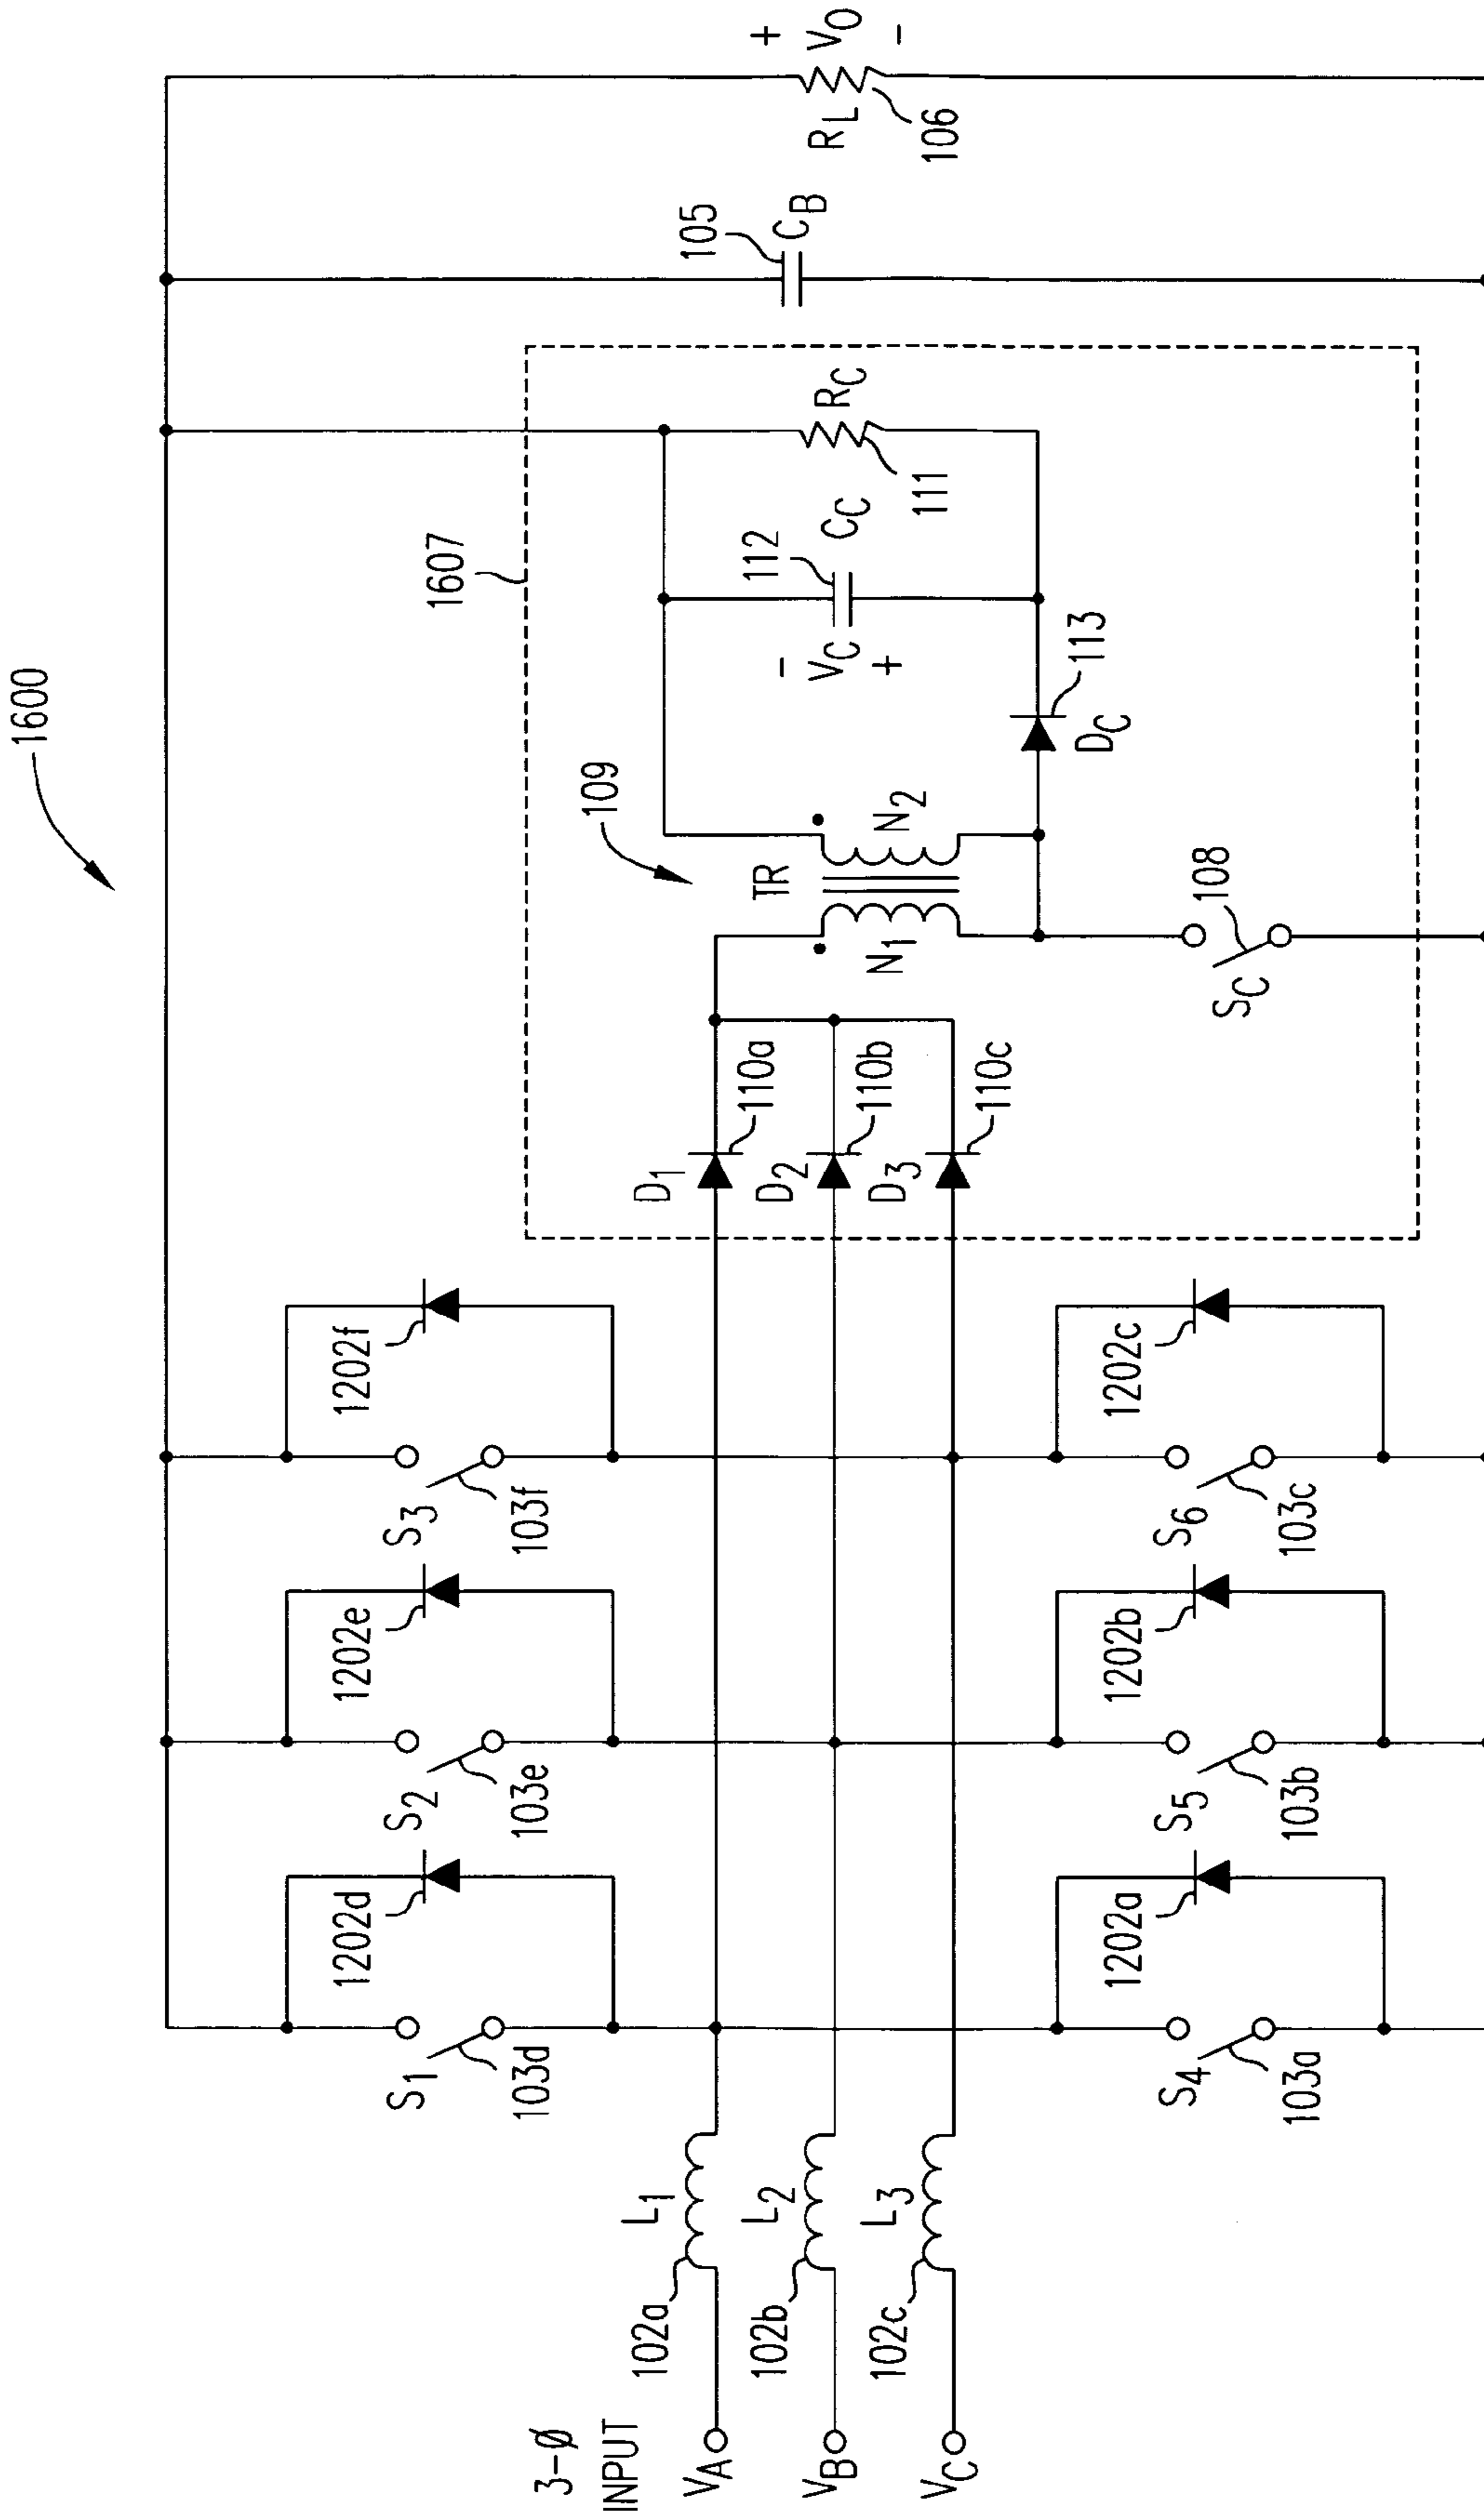 1600
1607
109
TR
N1
N2
112
VC
−
+
CC
RC
111
DC
113
SC
108
105
CB
RL
106
+
VO
−
D1
110a
D2
110b
D3
110c
S1
103d
1202d
S2
103e
1202e
S3
103f
1202f
S4
103a
1202a
S5
103b
1202b
S6
103c
1202c
3-Ø
INPUT
VA
VB
VC
102a
L1
102b
L2
102c
L3